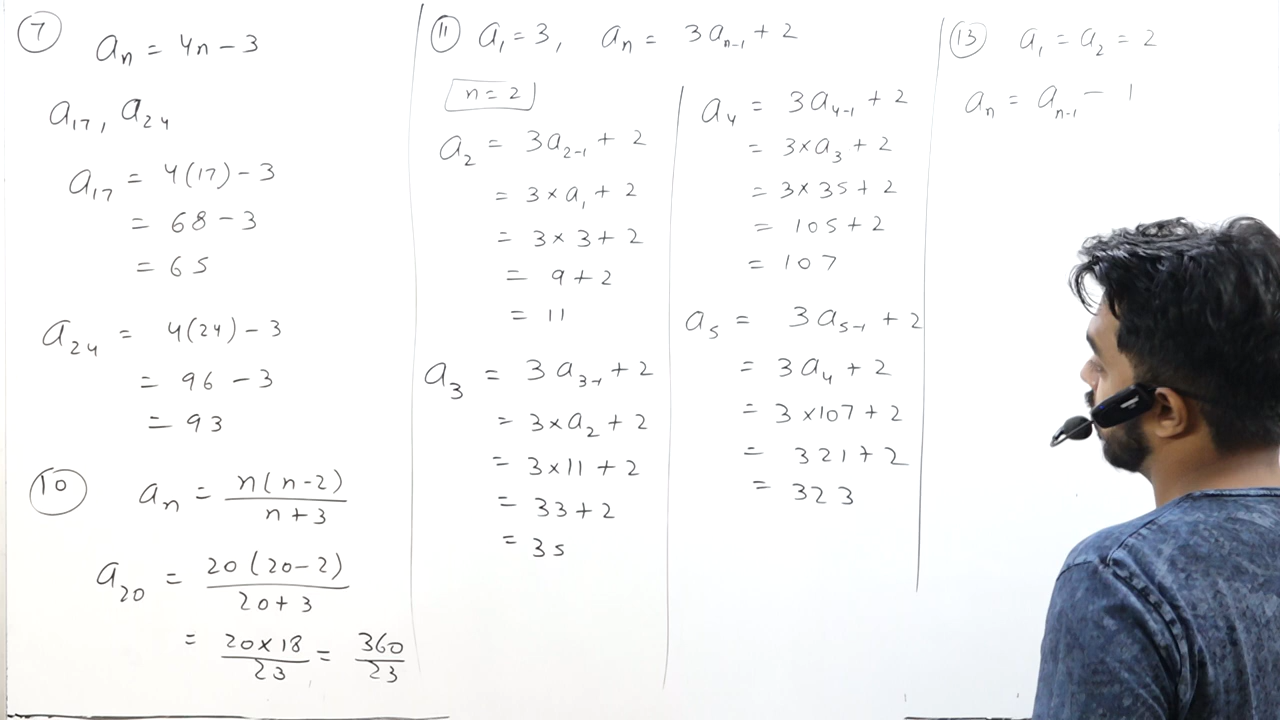 ⑦ aₙ = 4n - 3
a₁₇, a₂₄
a₁₇ = 4(17) - 3
= 68 - 3
= 65
a₂₄ = 4(24) - 3
= 96 - 3
= 93
⑩ aₙ = n(n-2) / n+3
a₂₀ = 20(20-2) / 20+3
= 20×18 / 23 = 360 / 23
⑪ a₁ = 3, aₙ = 3aₙ₋₁ + 2
n = 2
a₂ = 3a₂₋₁ + 2
= 3×a₁ + 2
= 3×3 + 2
= 9 + 2
= 11
a₃ = 3a₃₋₁ + 2
= 3×a₂ + 2
= 3×11 + 2
= 33 + 2
= 35
a₄ = 3a₄₋₁ + 2
= 3×a₃ + 2
= 3×35 + 2
= 105 + 2
= 107
a₅ = 3a₅₋₁ + 2
= 3a₄ + 2
= 3×107 + 2
= 321 + 2
= 323
⑬ a₁ = a₂ = 2
aₙ = aₙ₋₁ - 1